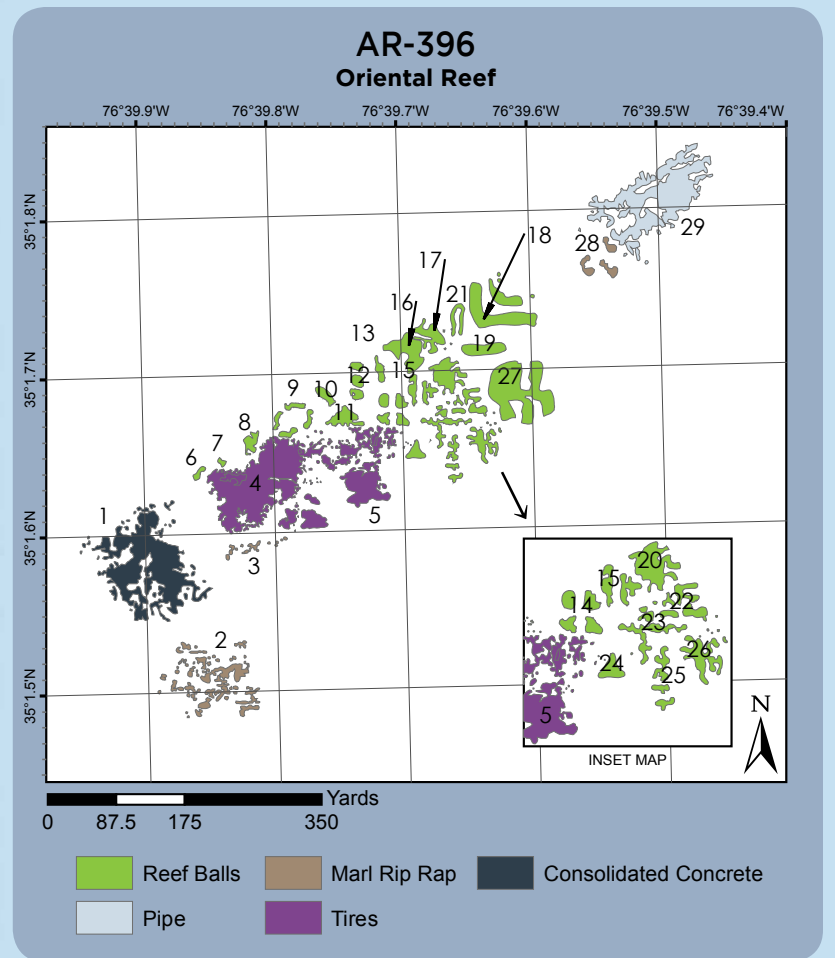 AR-396
Oriental Reef
76°39.9'W 76°39.8'W 76°39.7'W 76°39.6'W 76°39.5'W 76°39.4'W
35°1.8'N
35°1.7'N
35°1.6'N
35°1.5'N
29
28
18
17
21
16
13
19
15
12
27
9
10
11
8
7
6
4
5
1
3
2
20
15
14
22
23
26
24
25
5
N
INSET MAP
Yards
0 87.5 175 350
Reef Balls Marl Rip Rap Consolidated Concrete
Pipe Tires